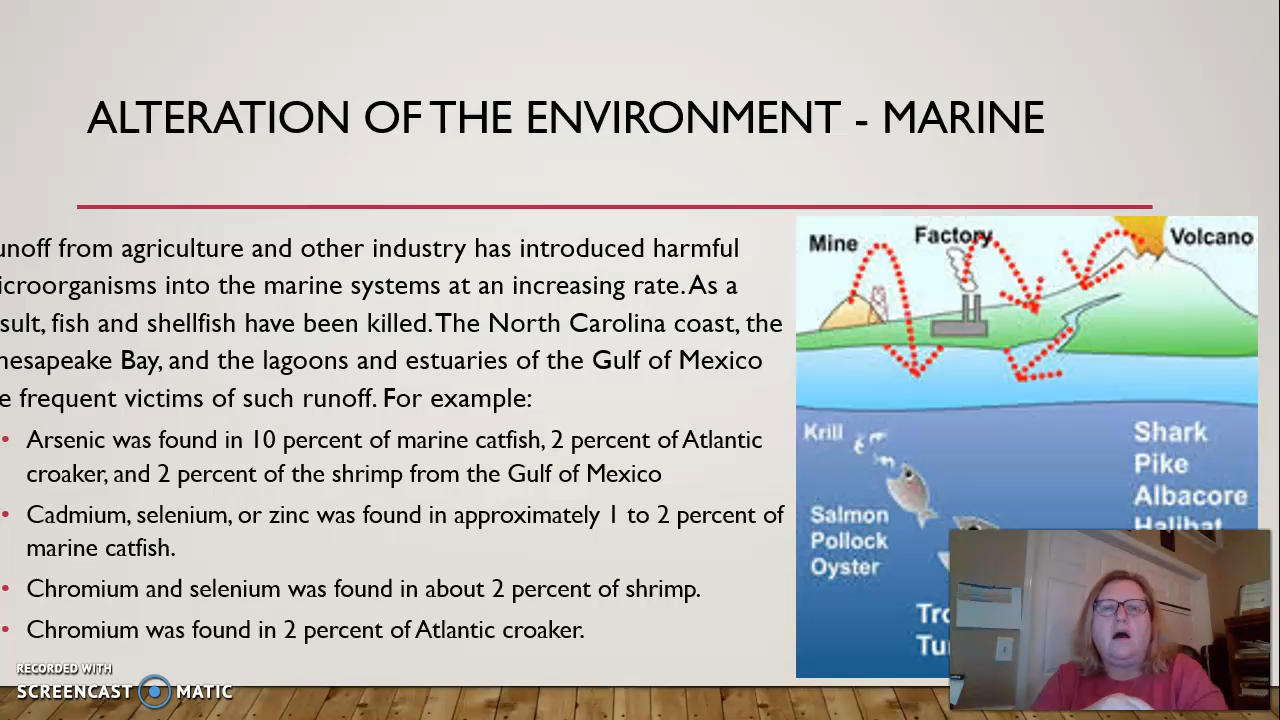 ALTERATION OF THE ENVIRONMENT - MARINE
unoff from agriculture and other industry has introduced harmful
icroorganisms into the marine systems at an increasing rate. As a
sult, fish and shellfish have been killed. The North Carolina coast, the
hesapeake Bay, and the lagoons and estuaries of the Gulf of Mexico
e frequent victims of such runoff. For example:
• Arsenic was found in 10 percent of marine catfish, 2 percent of Atlantic
croaker, and 2 percent of the shrimp from the Gulf of Mexico
• Cadmium, selenium, or zinc was found in approximately 1 to 2 percent of
marine catfish.
• Chromium and selenium was found in about 2 percent of shrimp.
• Chromium was found in 2 percent of Atlantic croaker.
Mine
Factory
Volcano
Krill
Shark
Pike
Albacore
Halibat
Salmon
Pollock
Oyster
Tro
Tu
RECORDED WITH
SCREENCAST MATIC